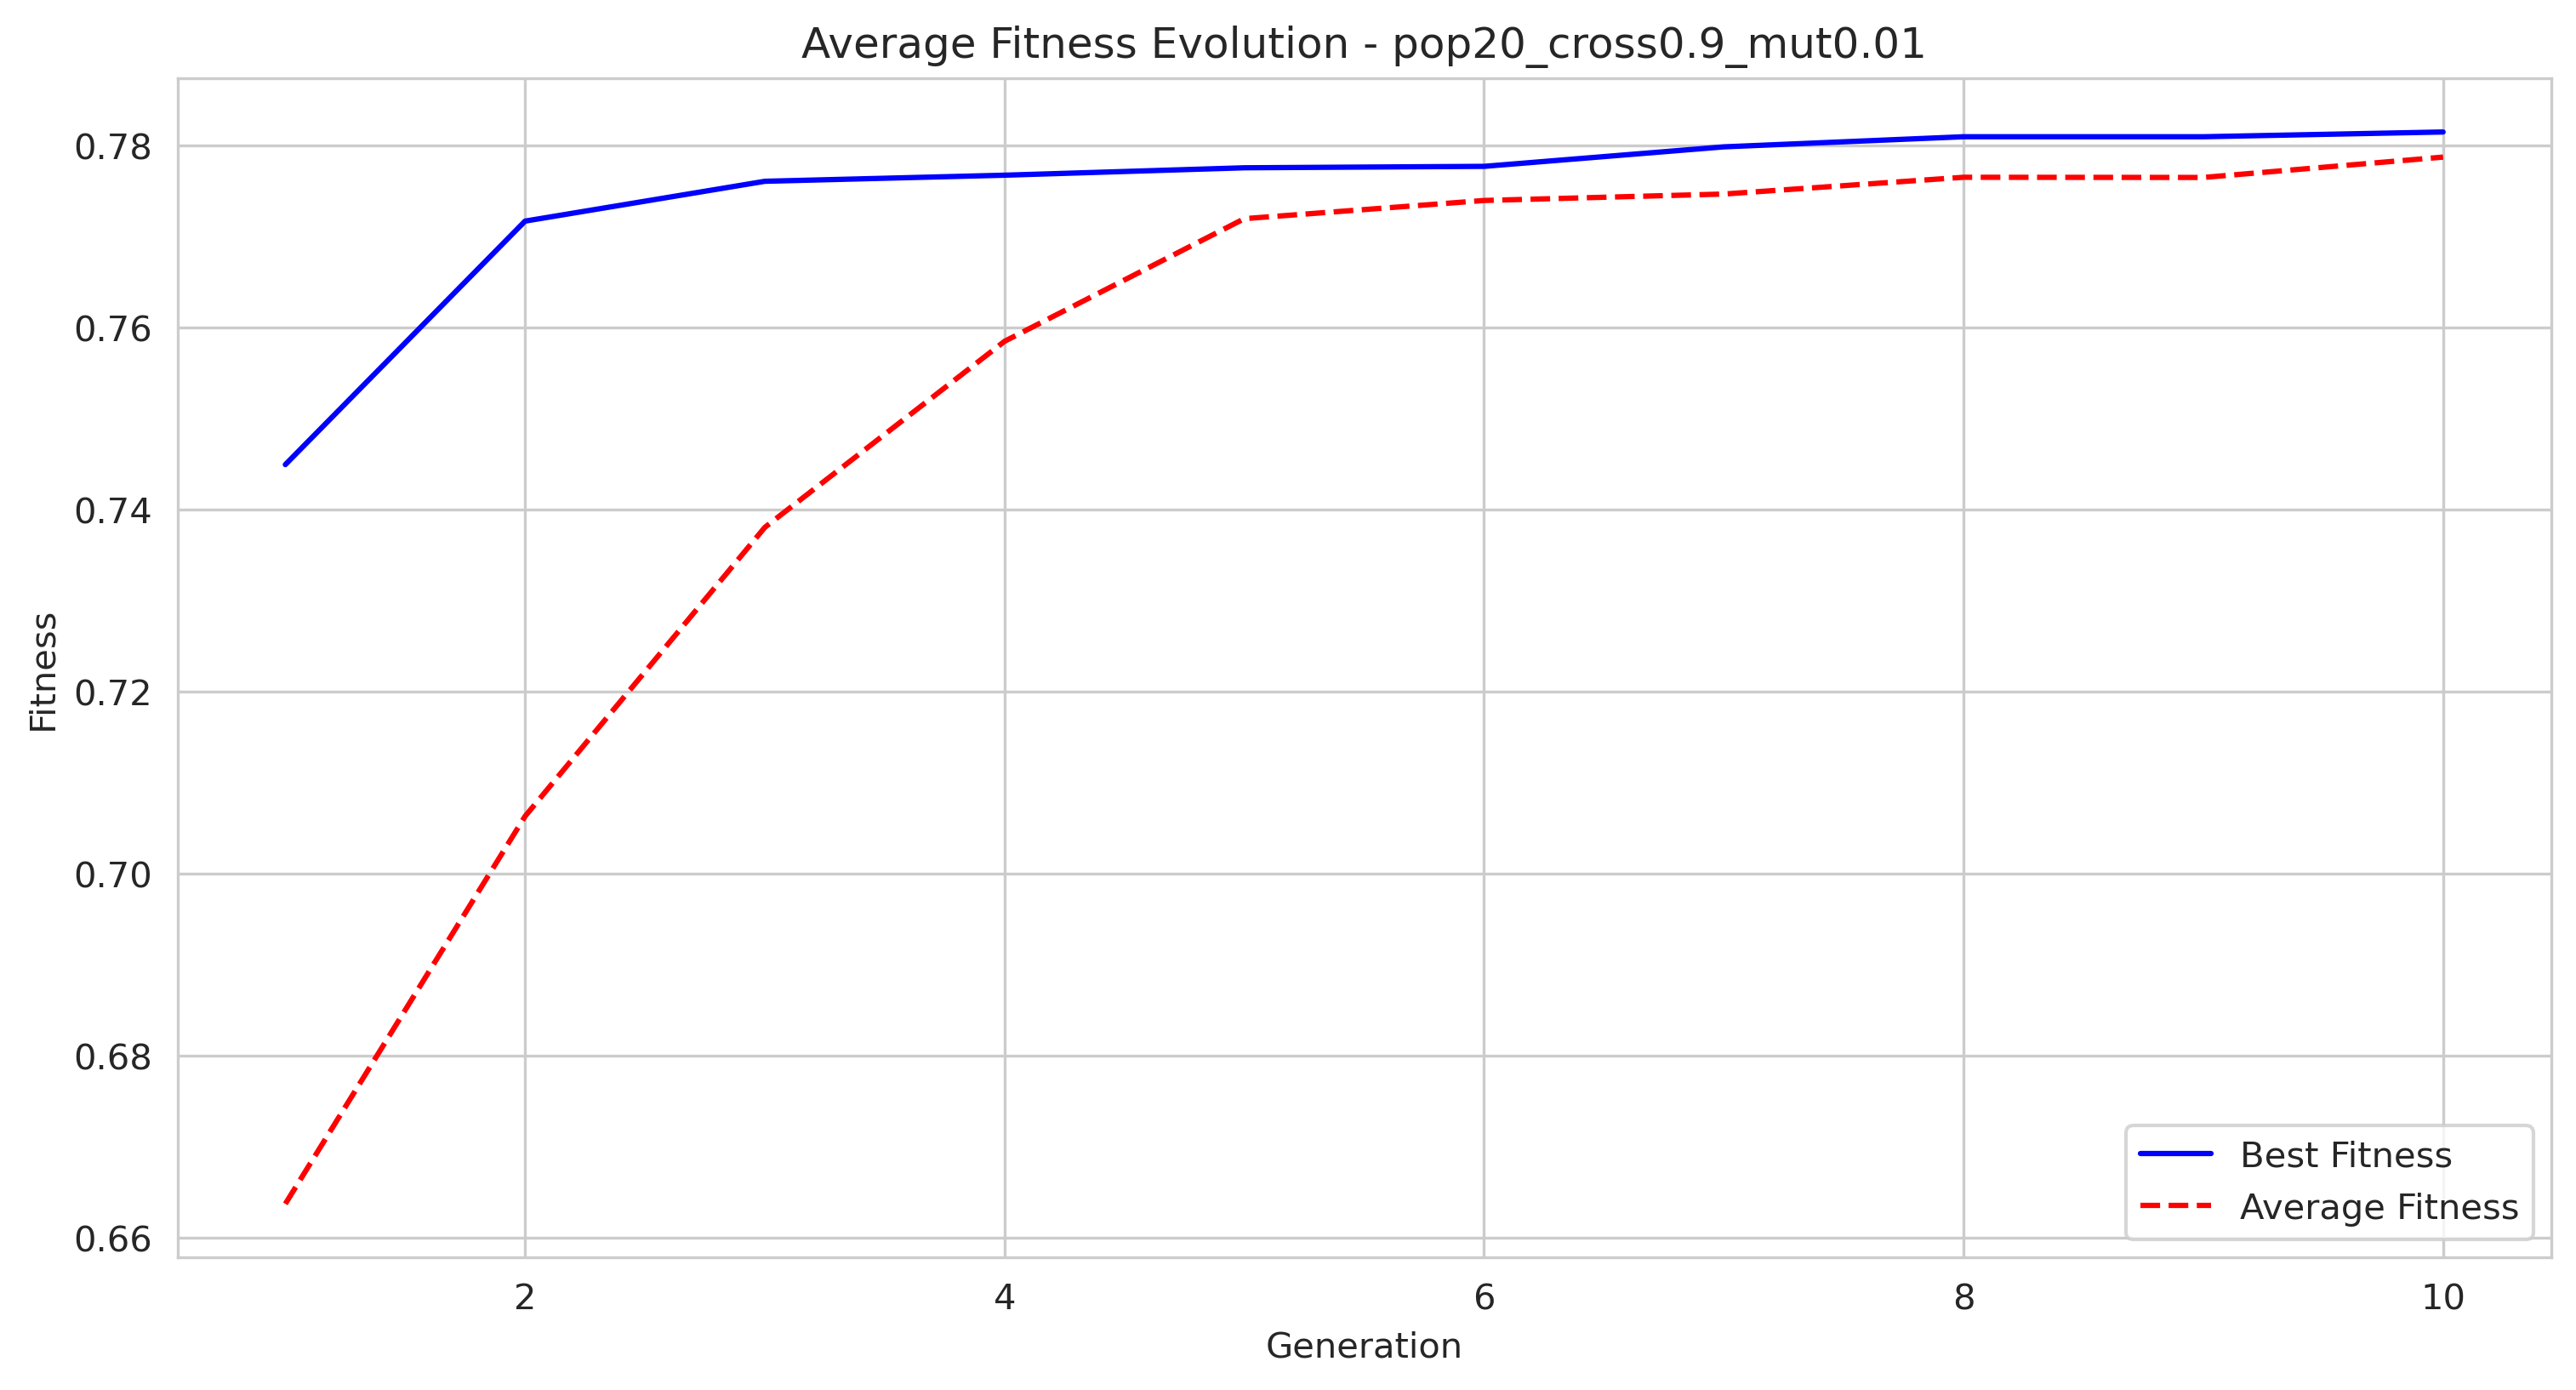 Average Fitness Evolution - pop20_cross0.9_mut0.01
0.78
0.76
0.74
0.72
0.70
0.68
0.66
Fitness
2 4 6 8 10
Generation
Best Fitness
Average Fitness